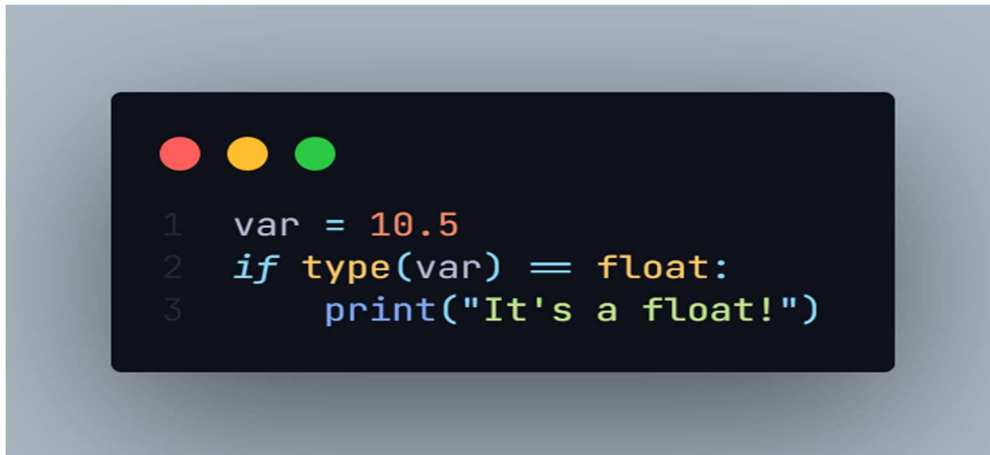 1 var = 10.5
2 if type(var) == float:
3     print("It's a float!")